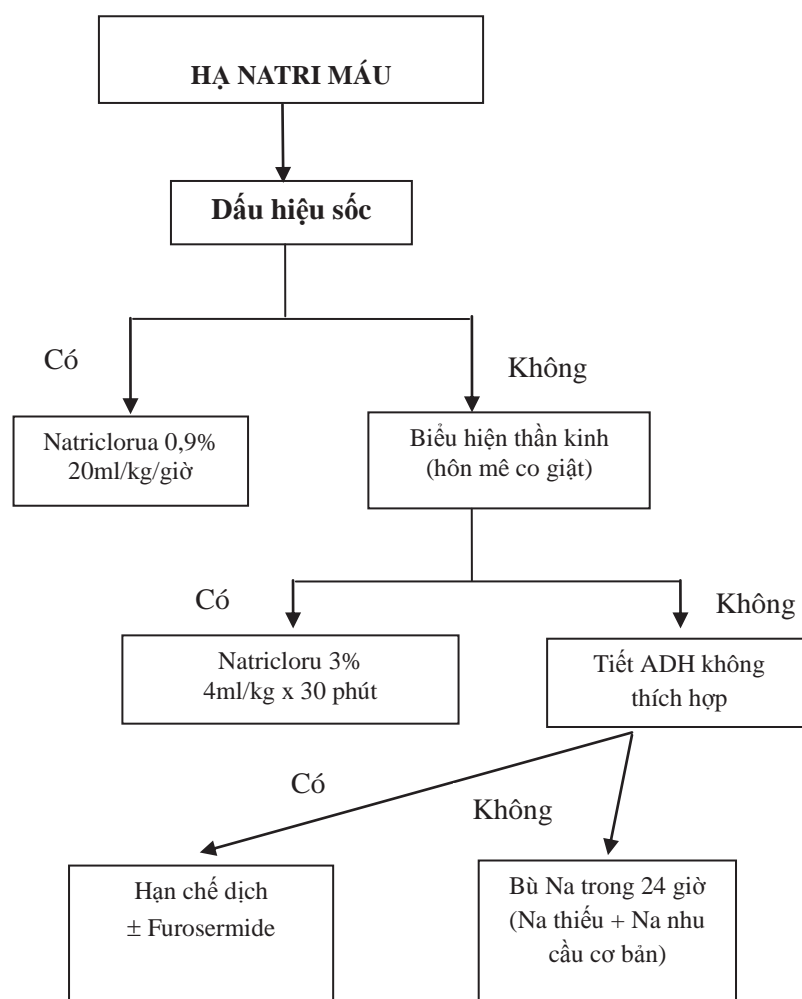 HẠ NATRI MÁU
Dấu hiệu sốc
Có
Không
Natriclorua 0,9%
20ml/kg/giờ
Biểu hiện thần kinh
(hôn mê co giật)
Có
Không
Natricloru 3%
4ml/kg x 30 phút
Tiết ADH không
thích hợp
Có
Không
Hạn chế dịch
± Furosermide
Bù Na trong 24 giờ
(Na thiếu + Na nhu
cầu cơ bản)